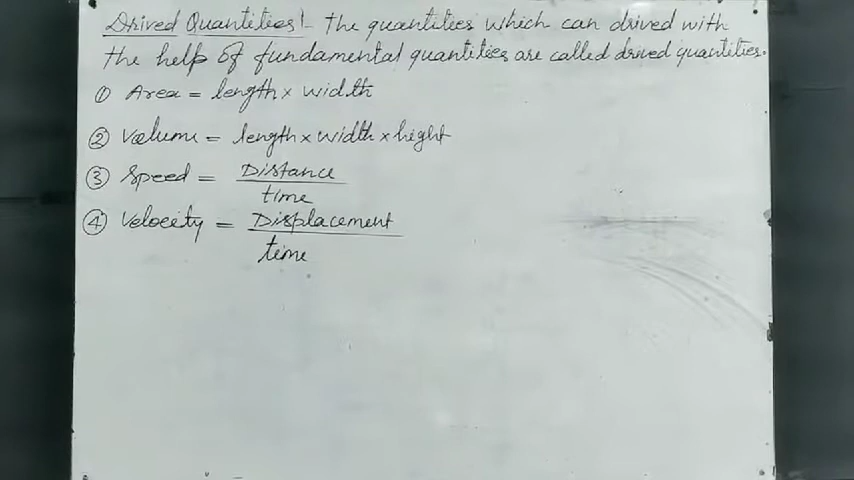 Drived Quantities:- The quantities which can drived with
the help of fundamental quantities are called drived quantities.
① Area = length × width
② Volume = length × width × hight
③ Speed = Distance / time
④ Velocity = Displacement / time